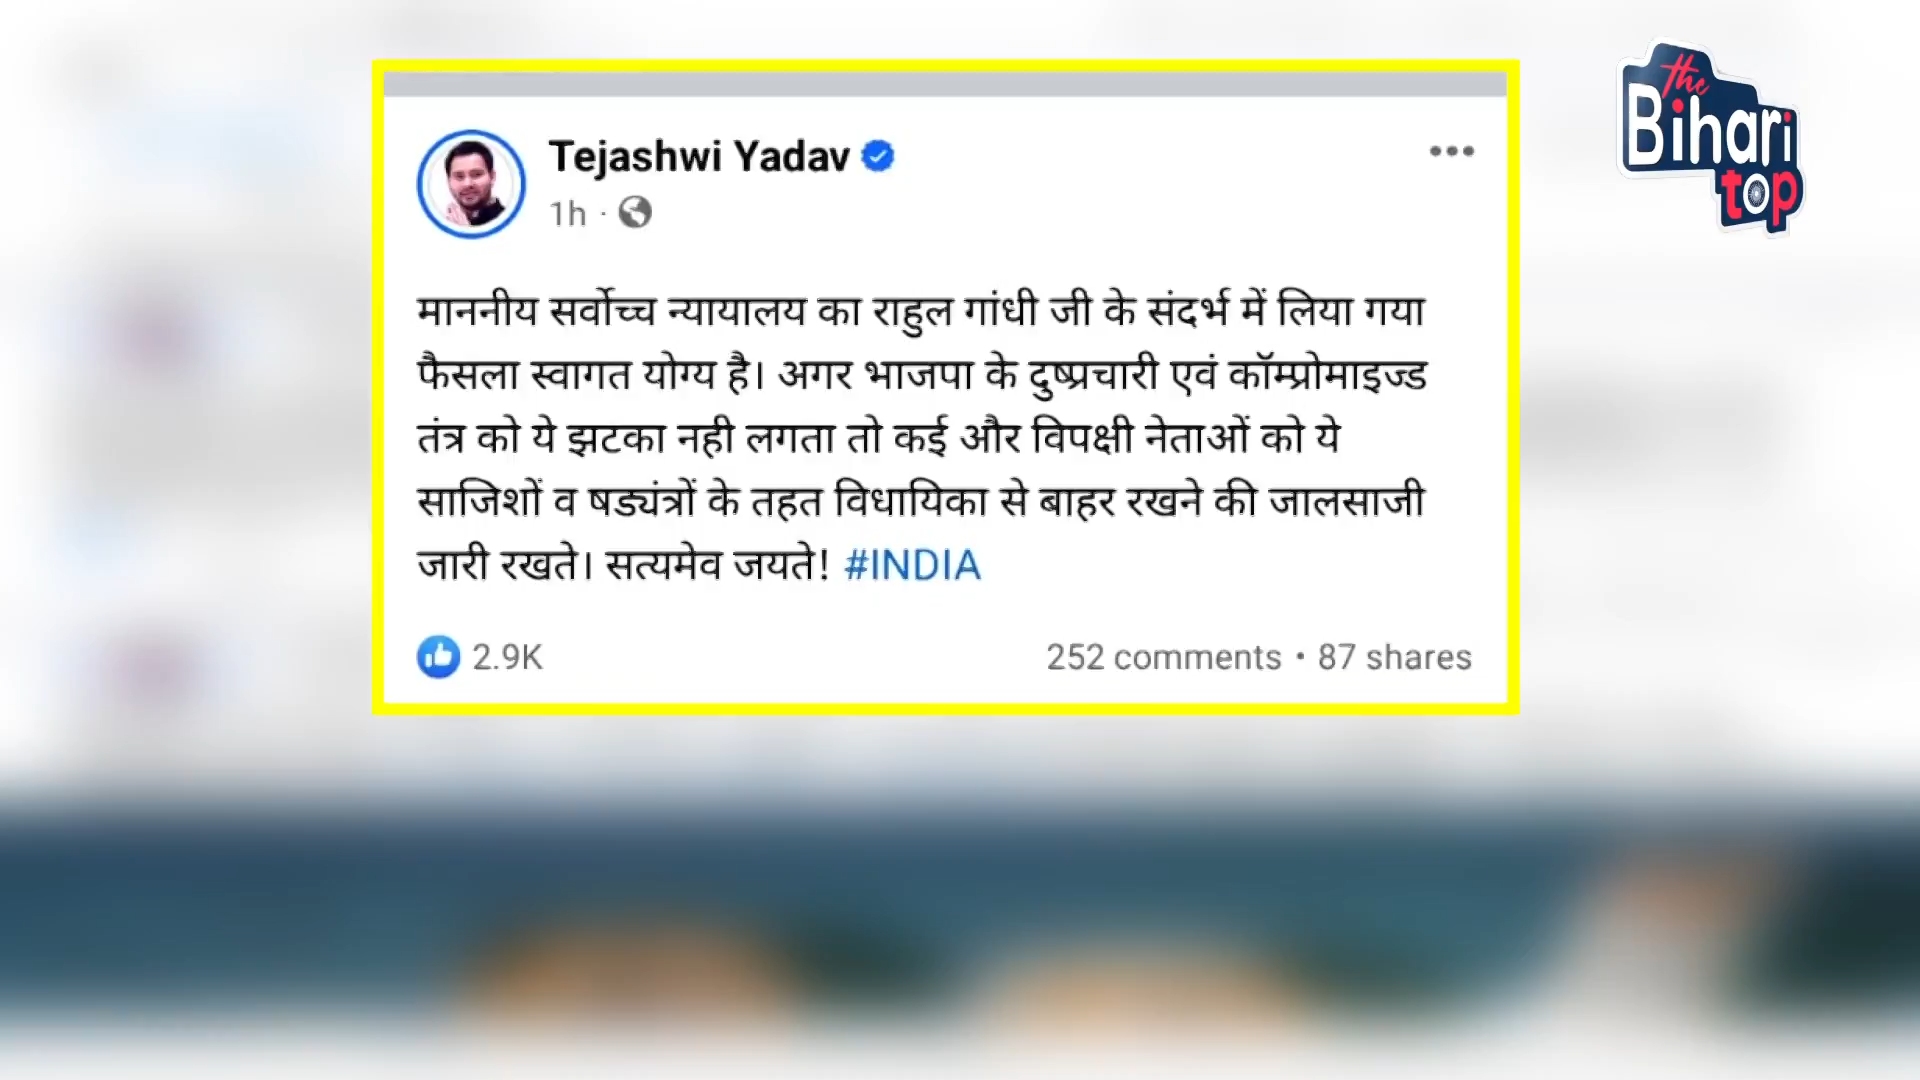 the
Bihari
top
Tejashwi Yadav
1h ·
माननीय सर्वोच्च न्यायालय का राहुल गांधी जी के संदर्भ में लिया गया
फैसला स्वागत योग्य है। अगर भाजपा के दुष्प्रचारी एवं कॉम्प्रोमाइज्ड
तंत्र को ये झटका नही लगता तो कई और विपक्षी नेताओं को ये
साजिशों व षड्यंत्रों के तहत विधायिका से बाहर रखने की जालसाजी
जारी रखते। सत्यमेव जयते! #INDIA
2.9K
252 comments • 87 shares